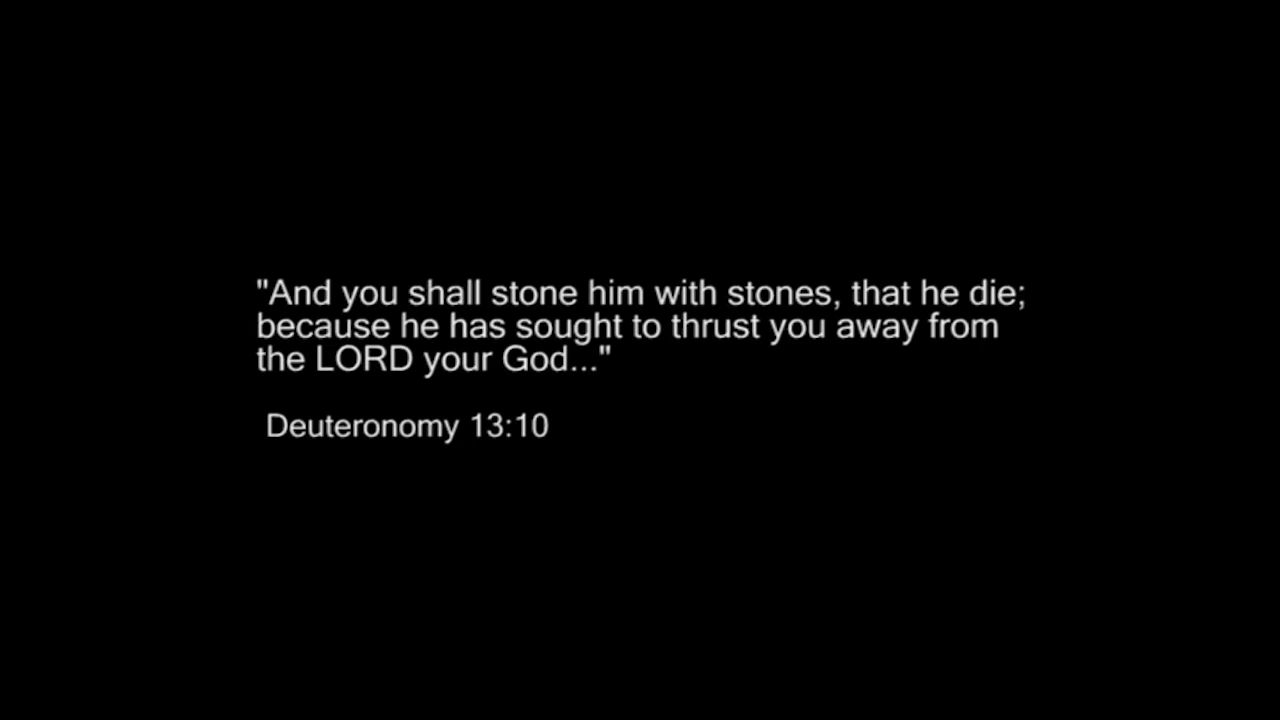 "And you shall stone him with stones, that he die;
because he has sought to thrust you away from
the LORD your God..."
Deuteronomy 13:10